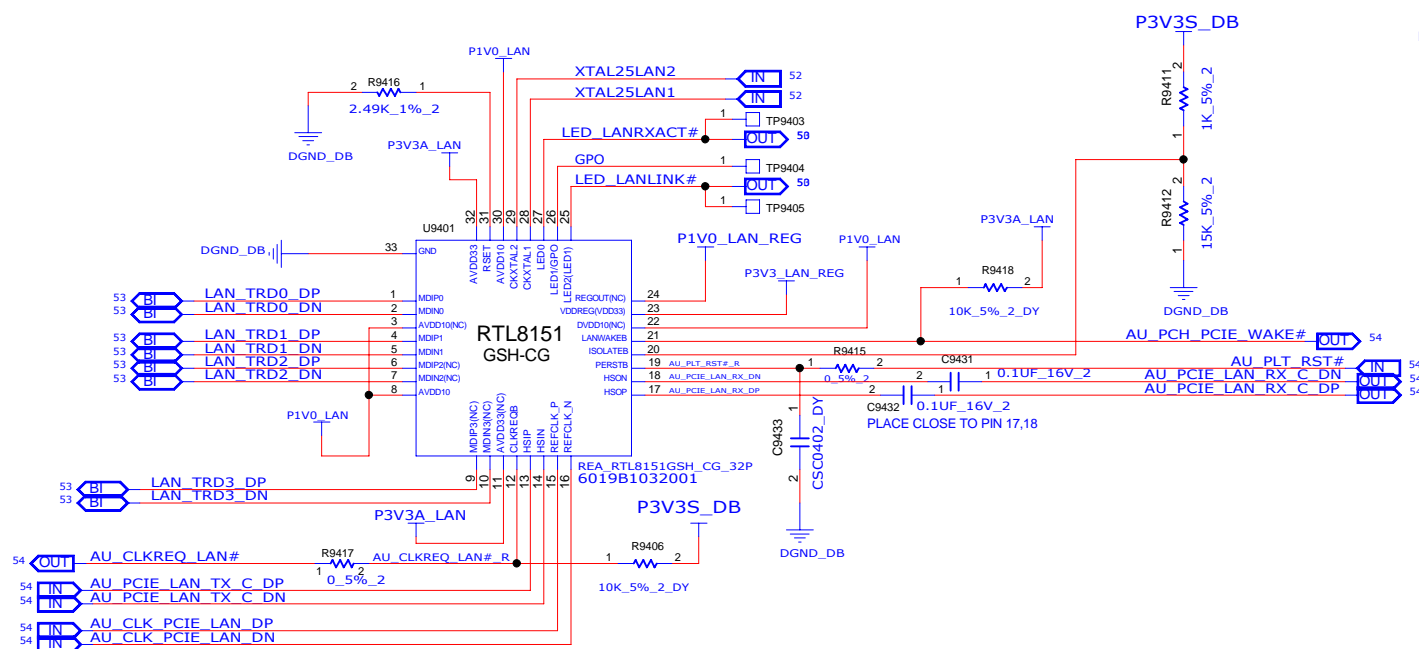 P3V3S_DB
P1V0_LAN
R9416
2 1
2.49K_1%_2
DGND_DB
XTAL25LAN2 IN 52
XTAL25LAN1 IN 52
1 TP9403
LED_LANRXACT# OUT
GPO 1 TP9404
LED_LANLINK# OUT
1 TP9405
P3V3A_LAN
R9411
1K_5%_2
2
1
R9412
15K_5%_2
2
1
DGND_DB
U9401
32 31 30 29 28 27 26 25
AVDD33
RSET
AVDD10
CKXTAL2
CKXTAL1
LED0
LED1/GPO
LED2(LED1)
DGND_DB 33 GND
53 BI LAN_TRD0_DP 1 MDIP0
53 BI LAN_TRD0_DN 2 MDIN0
3 AVDD10(NC)
53 BI LAN_TRD1_DP 4 MDIP1
53 BI LAN_TRD1_DN 5 MDIN1
53 BI LAN_TRD2_DP 6 MDIP2(NC)
53 BI LAN_TRD2_DN 7 MDIN2(NC)
8 AVDD10
P1V0_LAN
RTL8151
GSH-CG
P1V0_LAN_REG
P3V3_LAN_REG
P1V0_LAN
P3V3A_LAN
REGOUT(NC) 24
VDDREG(VDD33) 23
DVDD10(NC) 22
LANWAKEB 21
ISOLATEB 20
PERSTB 19 AU_PLT_RST#_R
HSON 18 AU_PCIE_LAN_RX_DN
HSOP 17 AU_PCIE_LAN_RX_DP
R9418
1 2
10K_5%_2_DY
AU_PCH_PCIE_WAKE# OUT 54
R9415
1 2
0_5%_2
AU_PLT_RST# IN 54
C9431
2 1
0.1UF_16V_2
AU_PCIE_LAN_RX_C_DN OUT 54
C9432
2 1
0.1UF_16V_2
AU_PCIE_LAN_RX_C_DP OUT 54
PLACE CLOSE TO PIN 17,18
C9433
CSC0402_DY
1
2
DGND_DB
MDIP3(NC)
MDIN3(NC)
AVDD33(NC)
CLKREQB
HSIP
HSIN
REFCLK_P
REFCLK_N
9 10 11 12 13 14 15 16
REA_RTL8151GSH_CG_32P
6019B1032001
53 BI LAN_TRD3_DP
53 BI LAN_TRD3_DN
P3V3A_LAN
P3V3S_DB
54 OUT AU_CLKREQ_LAN#
R9417
1 2
0_5%_2
AU_CLKREQ_LAN#_R
R9406
1 2
10K_5%_2_DY
54 IN AU_PCIE_LAN_TX_C_DP
54 IN AU_PCIE_LAN_TX_C_DN
54 IN AU_CLK_PCIE_LAN_DP
54 IN AU_CLK_PCIE_LAN_DN